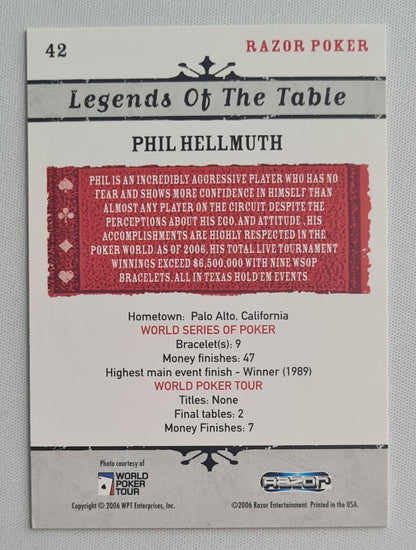 42
RAZOR POKER
Legends Of The Table
PHIL HELLMUTH
PHIL IS AN INCREDIBLY AGGRESSIVE PLAYER WHO HAS NO
FEAR AND SHOWS MORE CONFIDENCE IN HIMSELF THAN
ALMOST ANY PLAYER ON THE CIRCUIT. DESPITE THE
PERCEPTIONS ABOUT HIS EGO, AND ATTITUDE , HIS
ACCOMPLISHMENTS ARE HIGHLY RESPECTED IN THE
POKER WORLD. AS OF 2006, HIS TOTAL LIVE TOURNAMENT
WINNINGS EXCEED $6,500,000 WITH NINE WSOP
BRACELETS, ALL IN TEXAS HOLD'EM EVENTS
Hometown: Palo Alto, California
WORLD SERIES OF POKER
Bracelet(s): 9
Money finishes: 47
Highest main event finish - Winner (1989)
WORLD POKER TOUR
Titles: None
Final tables: 2
Money Finishes: 7
Photo courtesy of
WORLD
POKER
TOUR
Copyright © 2006 WPT Enterprises, Inc.
RAZOR
©2006 Razor Entertainment. Printed in the USA.